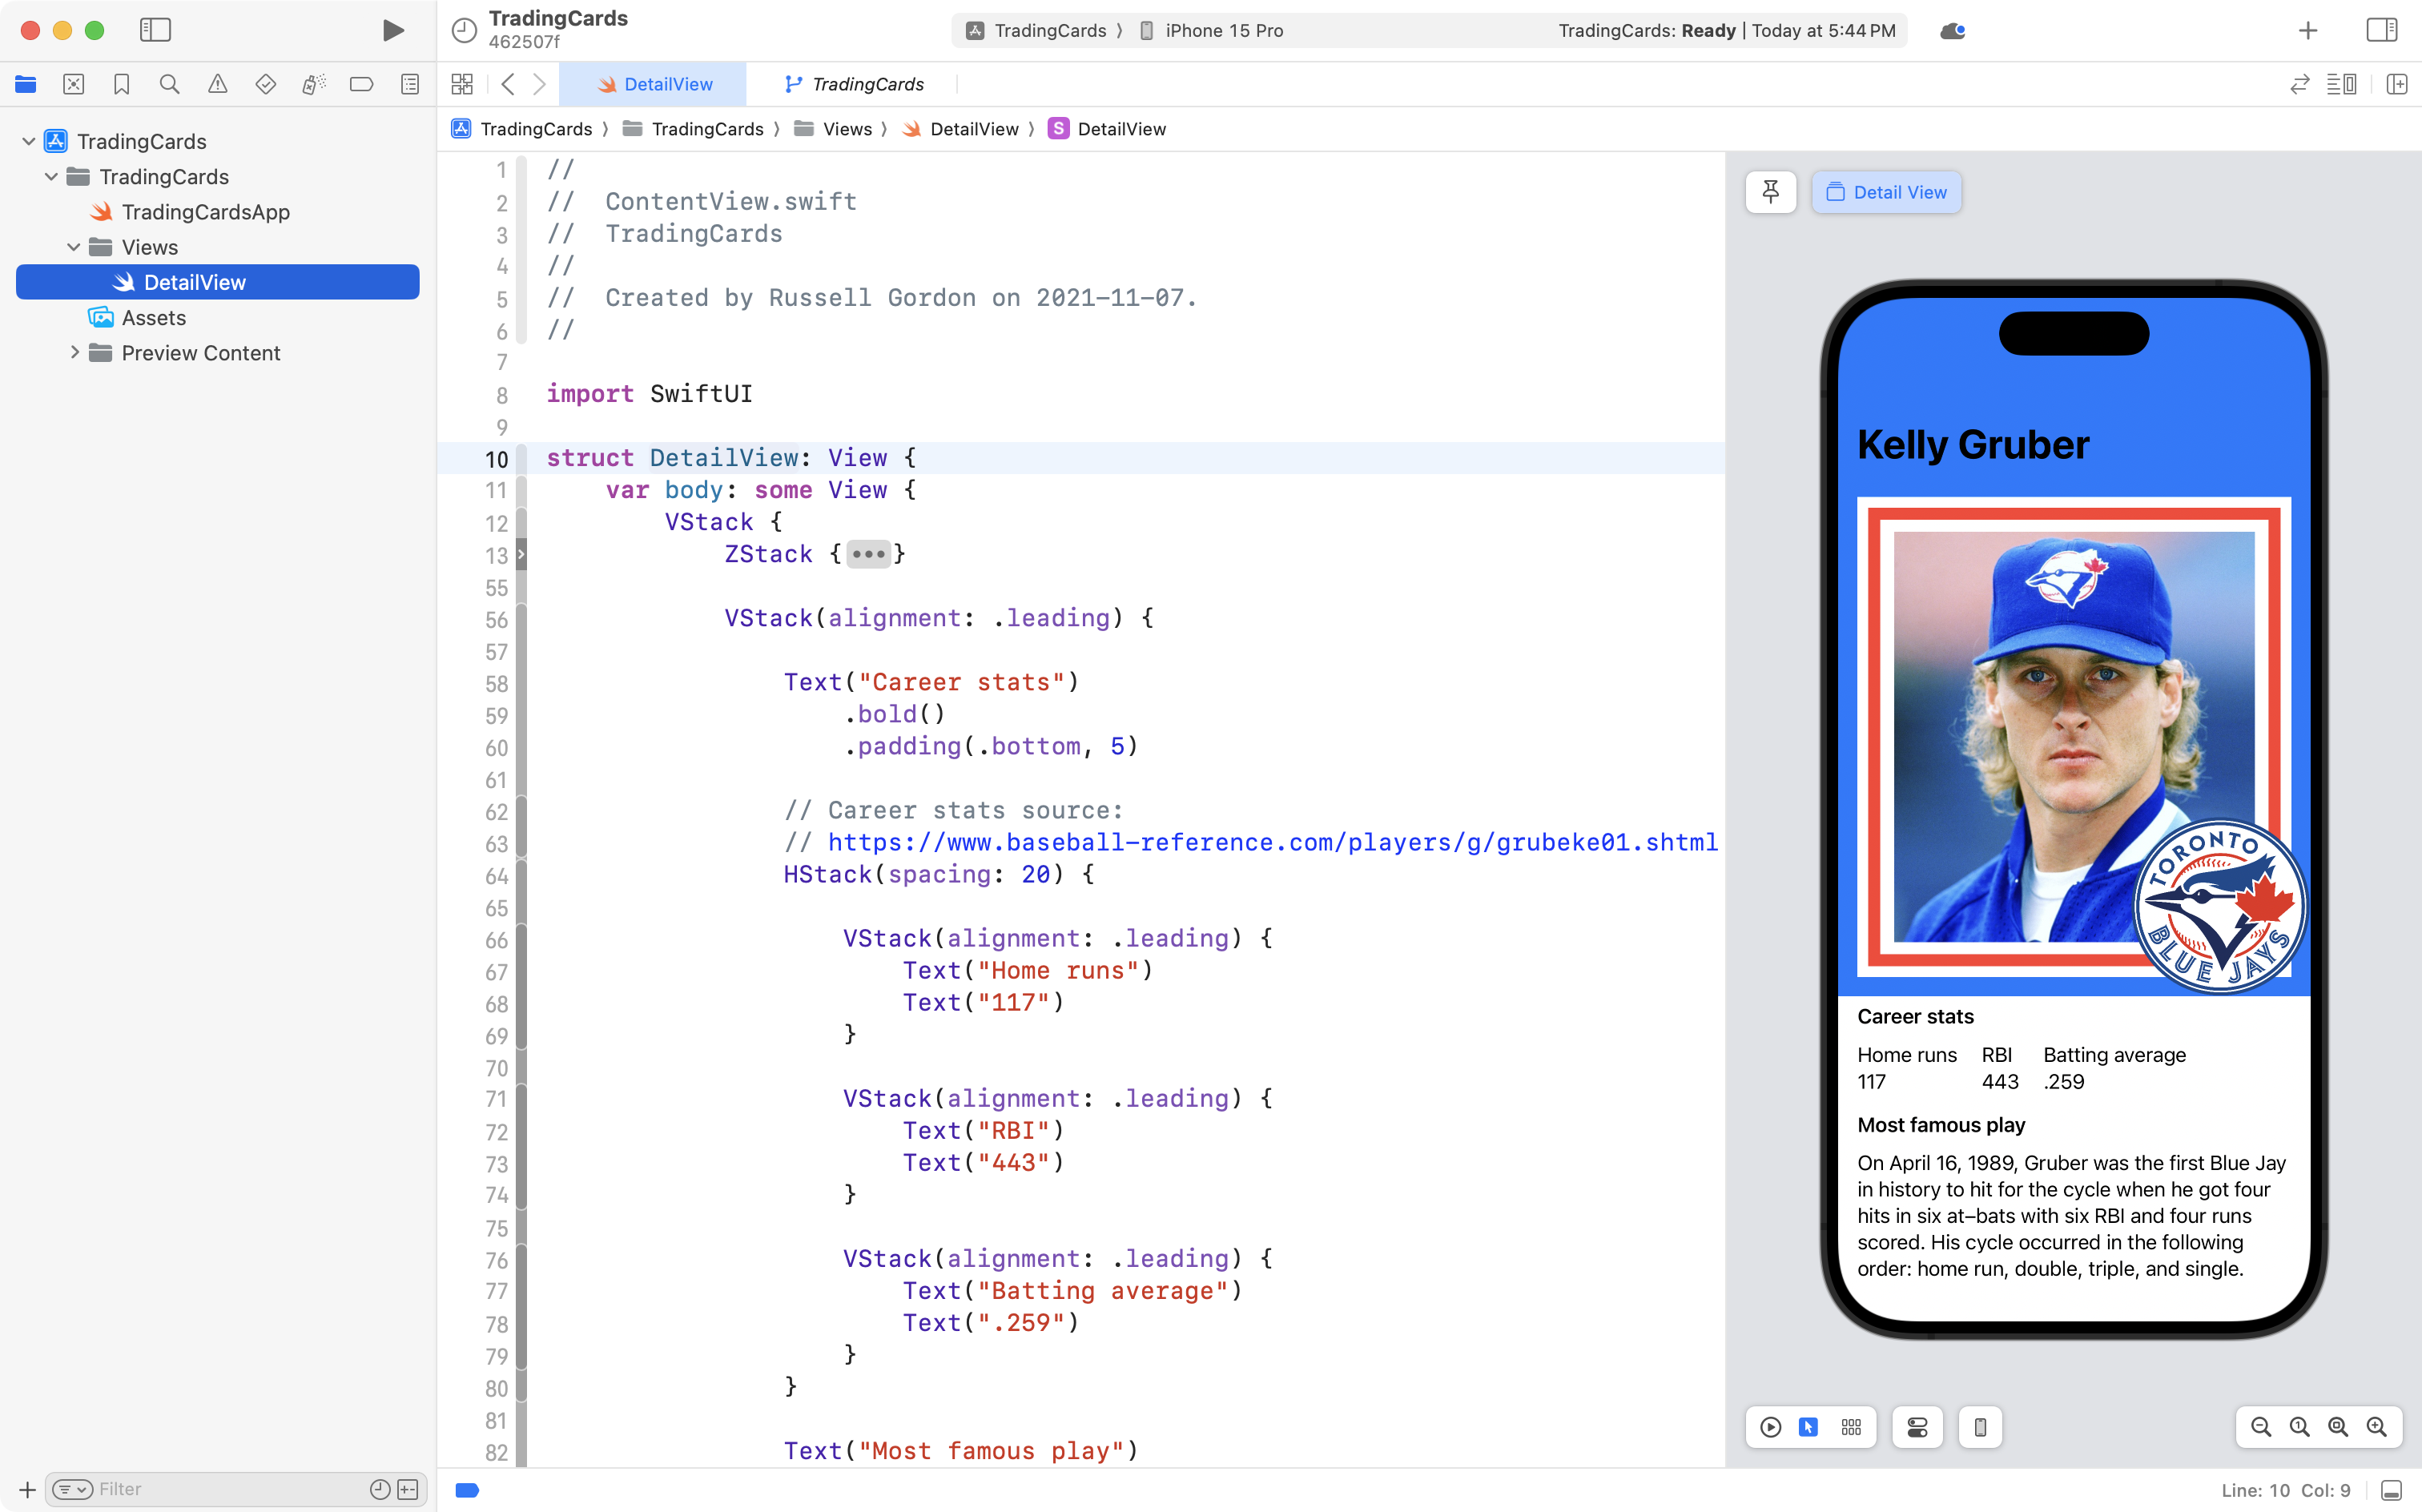 TradingCards
462507f
TradingCards 〉 iPhone 15 Pro
TradingCards: Ready | Today at 5:44 PM
DetailView
TradingCards
TradingCards 〉 TradingCards 〉 Views 〉 DetailView 〉 S DetailView
TradingCards
TradingCards
TradingCardsApp
Views
DetailView
Assets
Preview Content
Filter
1 //
2 //  ContentView.swift
3 //  TradingCards
4 //
5 //  Created by Russell Gordon on 2021-11-07.
6 //
7
8 import SwiftUI
9
10 struct DetailView: View {
11     var body: some View {
12         VStack {
13             ZStack {•••}
55
56             VStack(alignment: .leading) {
57
58                 Text("Career stats")
59                     .bold()
60                     .padding(.bottom, 5)
61
62                 // Career stats source:
63                 // https://www.baseball-reference.com/players/g/grubeke01.shtml
64                 HStack(spacing: 20) {
65
66                     VStack(alignment: .leading) {
67                         Text("Home runs")
68                         Text("117")
69                     }
70
71                     VStack(alignment: .leading) {
72                         Text("RBI")
73                         Text("443")
74                     }
75
76                     VStack(alignment: .leading) {
77                         Text("Batting average")
78                         Text(".259")
79                     }
80                 }
81
82                 Text("Most famous play")
Detail View
Kelly Gruber
TORONTO
BLUE JAYS
Career stats
Home runs RBI Batting average
117 443 .259
Most famous play
On April 16, 1989, Gruber was the first Blue Jay
in history to hit for the cycle when he got four
hits in six at–bats with six RBI and four runs
scored. His cycle occurred in the following
order: home run, double, triple, and single.
Line: 10 Col: 9